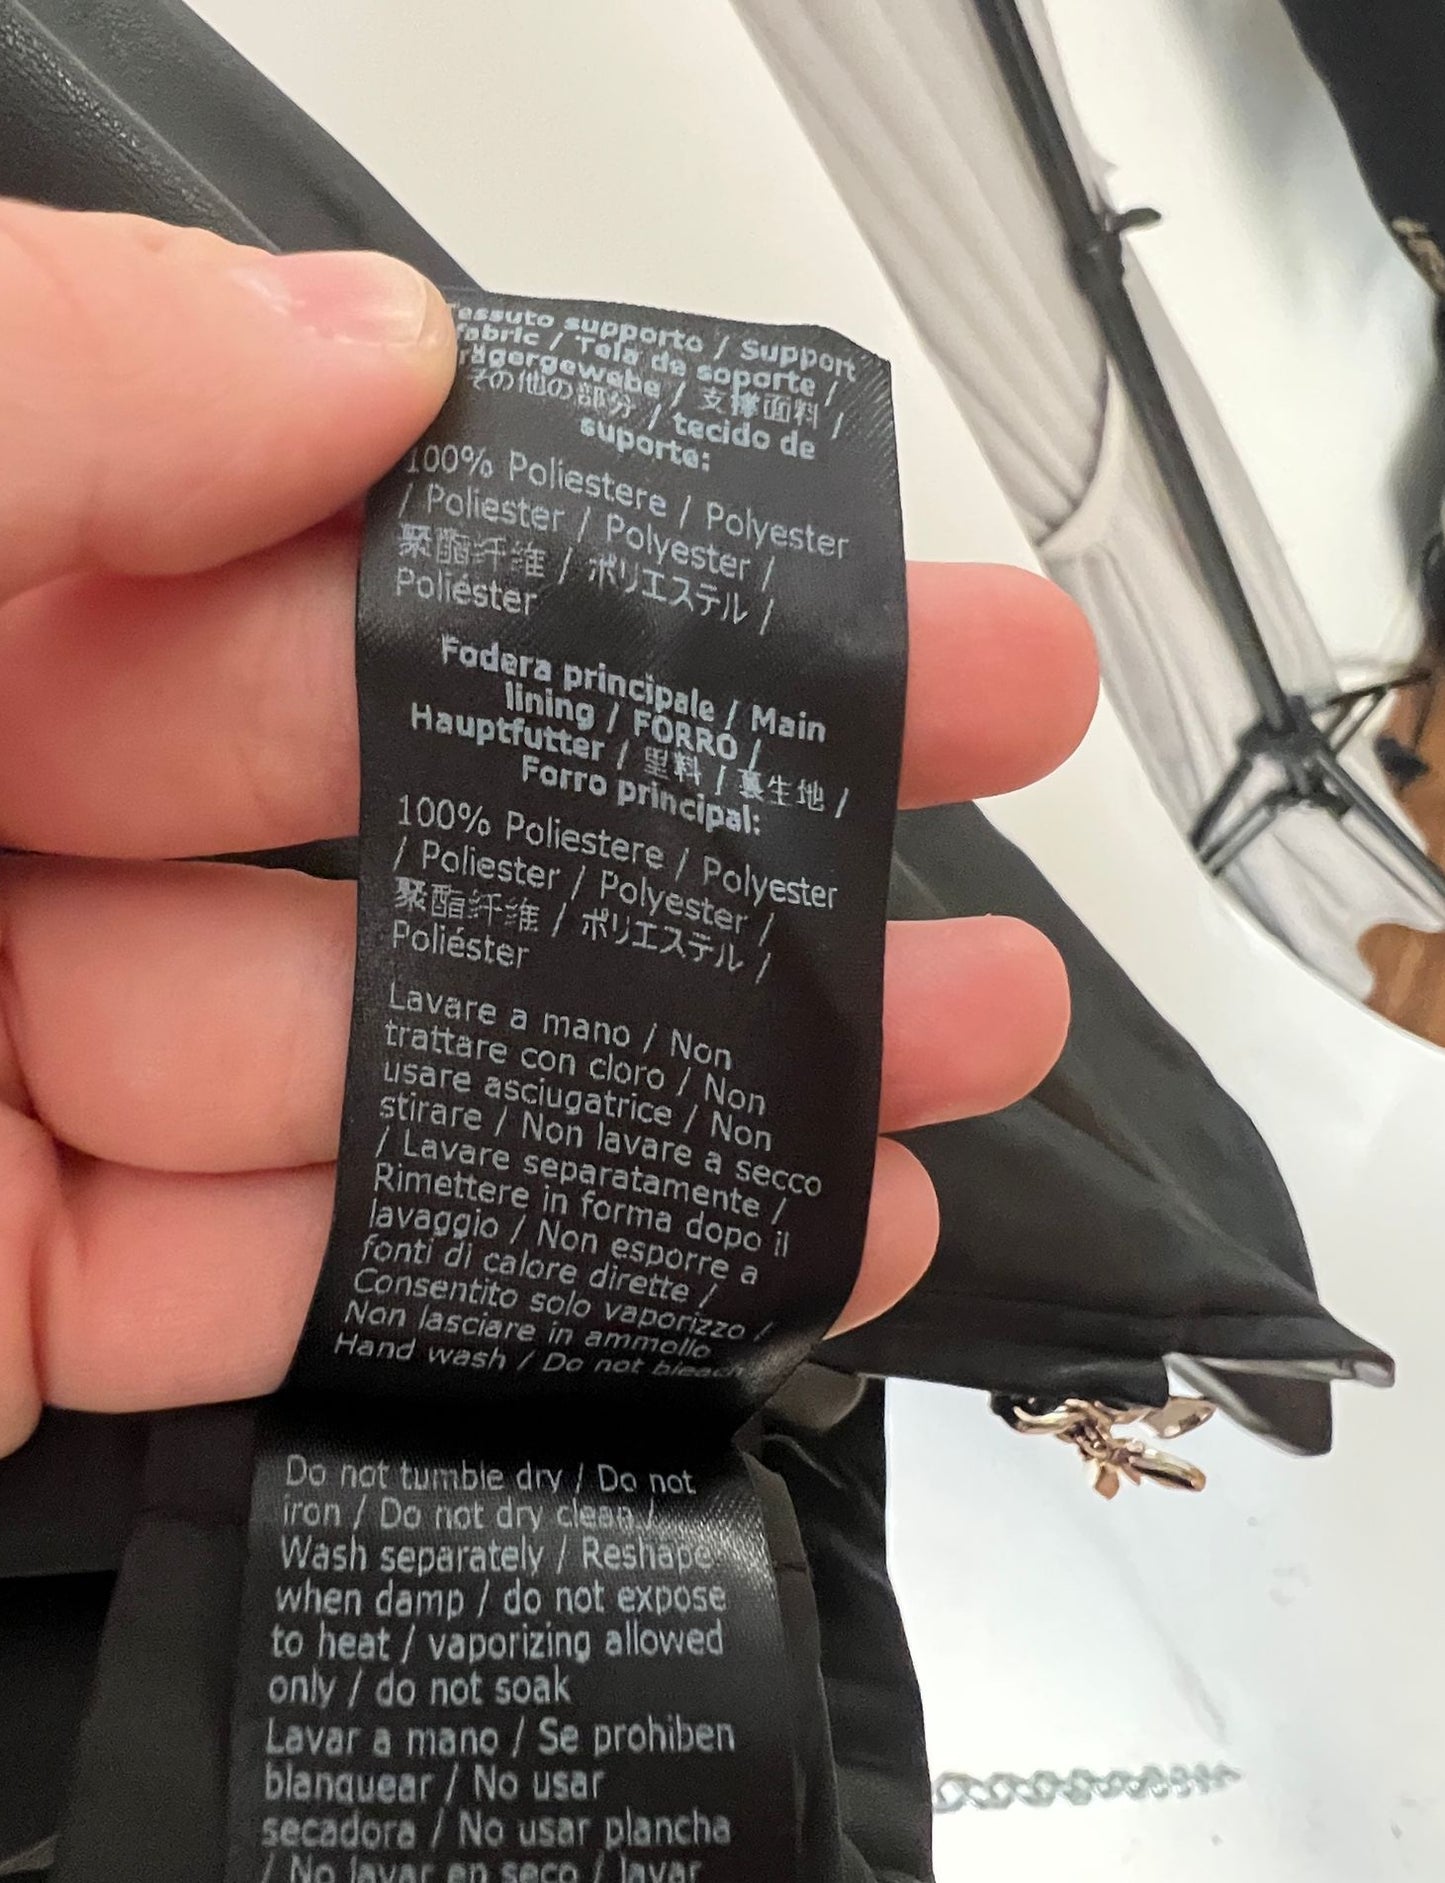 Tessuto supporto / Support
fabric / Tela de soporte /
Trägergewebe / 支撑面料 /
その他の部分 / tecido de
suporte:
100% Poliestere / Polyester
/ Poliester / Polyester /
聚酯纤维 / ポリエステル /
Poliéster
Fodera principale / Main
lining / FORRO /
Hauptfutter / 里料 / 裏生地 /
Forro principal:
100% Poliestere / Polyester
/ Poliester / Polyester /
聚酯纤维 / ポリエステル /
Poliéster
Lavare a mano / Non
trattare con cloro / Non
usare asciugatrice / Non
stirare / Non lavare a secco
/ Lavare separatamente /
Rimettere in forma dopo il
lavaggio / Non esporre a
fonti di calore dirette /
Consentito solo vaporizzo /
Non lasciare in ammollo
Hand wash / Do not bleach
Do not tumble dry / Do not
iron / Do not dry clean /
Wash separately / Reshape
when damp / do not expose
to heat / vaporizing allowed
only / do not soak
Lavar a mano / Se prohiben
blanquear / No usar
secadora / No usar plancha
/ No lavar en seco / lavar